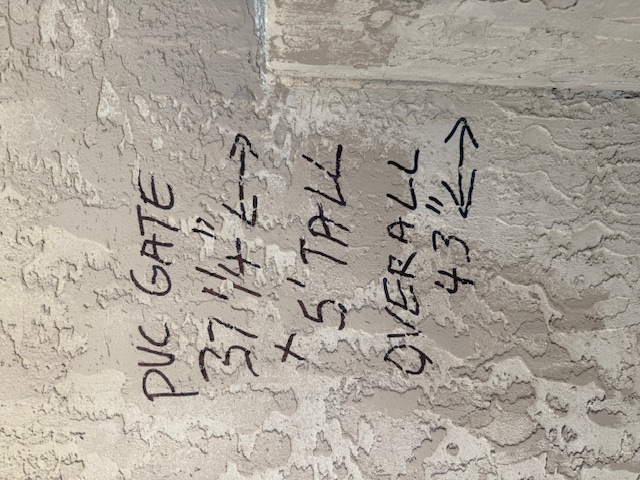 PVC GATE
37 1/4" ↔
x 5' TALL
OVERALL
43" ↔